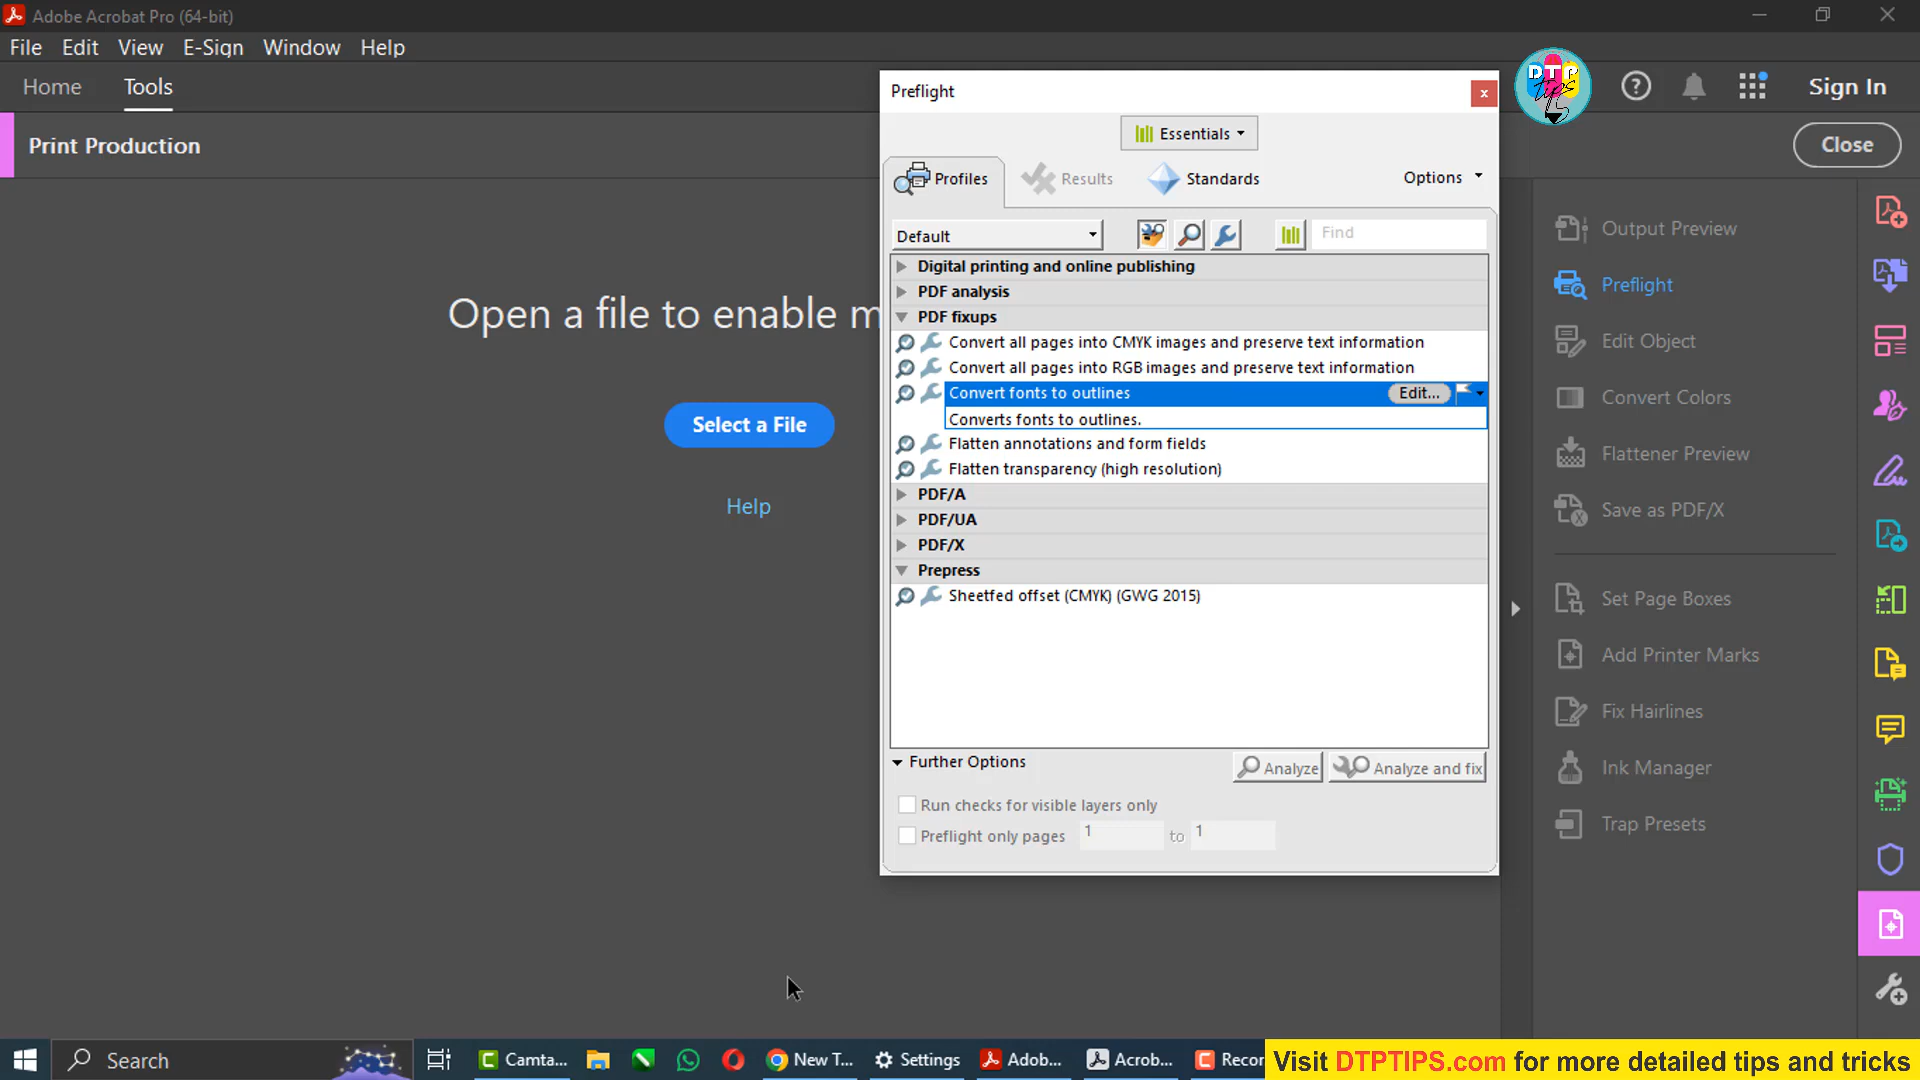 Adobe Acrobat Pro (64-bit)
File Edit View E-Sign Window Help
Home Tools
DTP
tips
Sign In
Print Production
Close
Open a file to enable m
Select a File
Help
Preflight
x
Essentials
Profiles Results Standards Options
Default
Find
Digital printing and online publishing
PDF analysis
PDF fixups
Convert all pages into CMYK images and preserve text information
Convert all pages into RGB images and preserve text information
Convert fonts to outlines Edit...
Converts fonts to outlines.
Flatten annotations and form fields
Flatten transparency (high resolution)
PDF/A
PDF/UA
PDF/X
Prepress
Sheetfed offset (CMYK) (GWG 2015)
Further Options
Analyze Analyze and fix
Run checks for visible layers only
Preflight only pages 1 to 1
Output Preview
Preflight
Edit Object
Convert Colors
Flattener Preview
Save as PDF/X
Set Page Boxes
Add Printer Marks
Fix Hairlines
Ink Manager
Trap Presets
Search Camta... New T... Settings Adob... Acrob... Recor
Visit DTPTIPS.com for more detailed tips and tricks